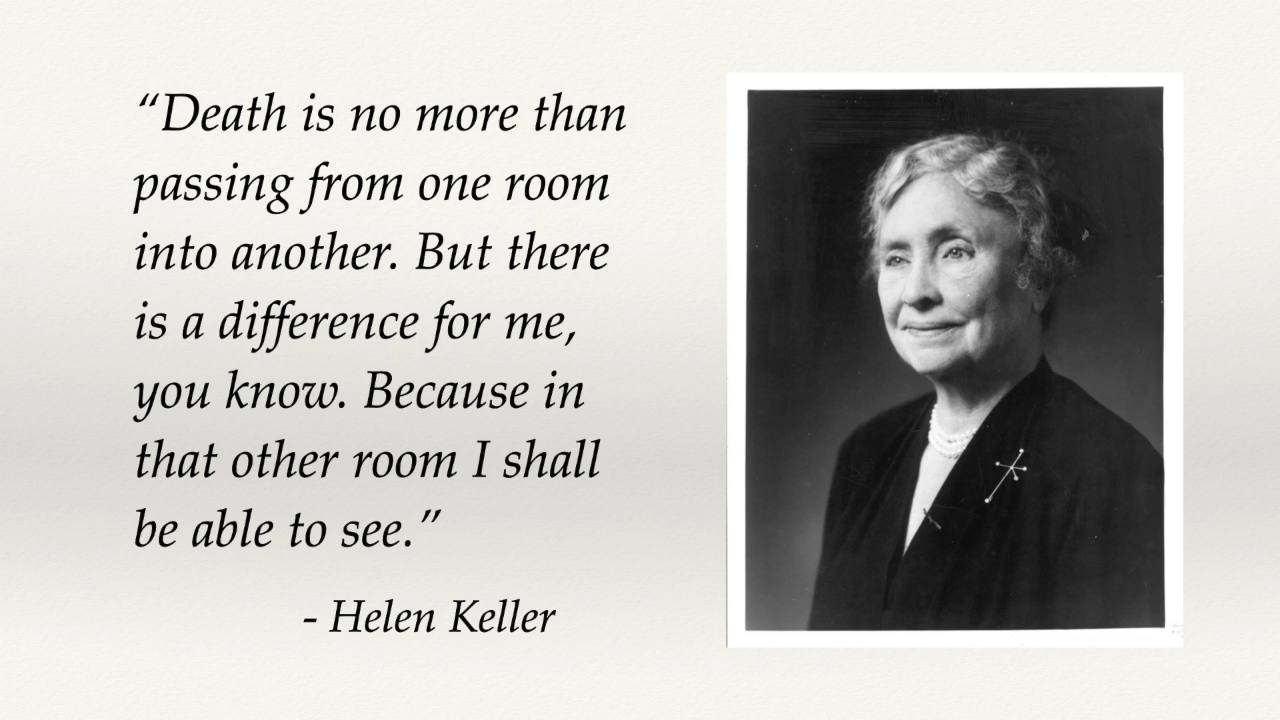 “Death is no more than
passing from one room
into another. But there
is a difference for me,
you know. Because in
that other room I shall
be able to see.”
- Helen Keller